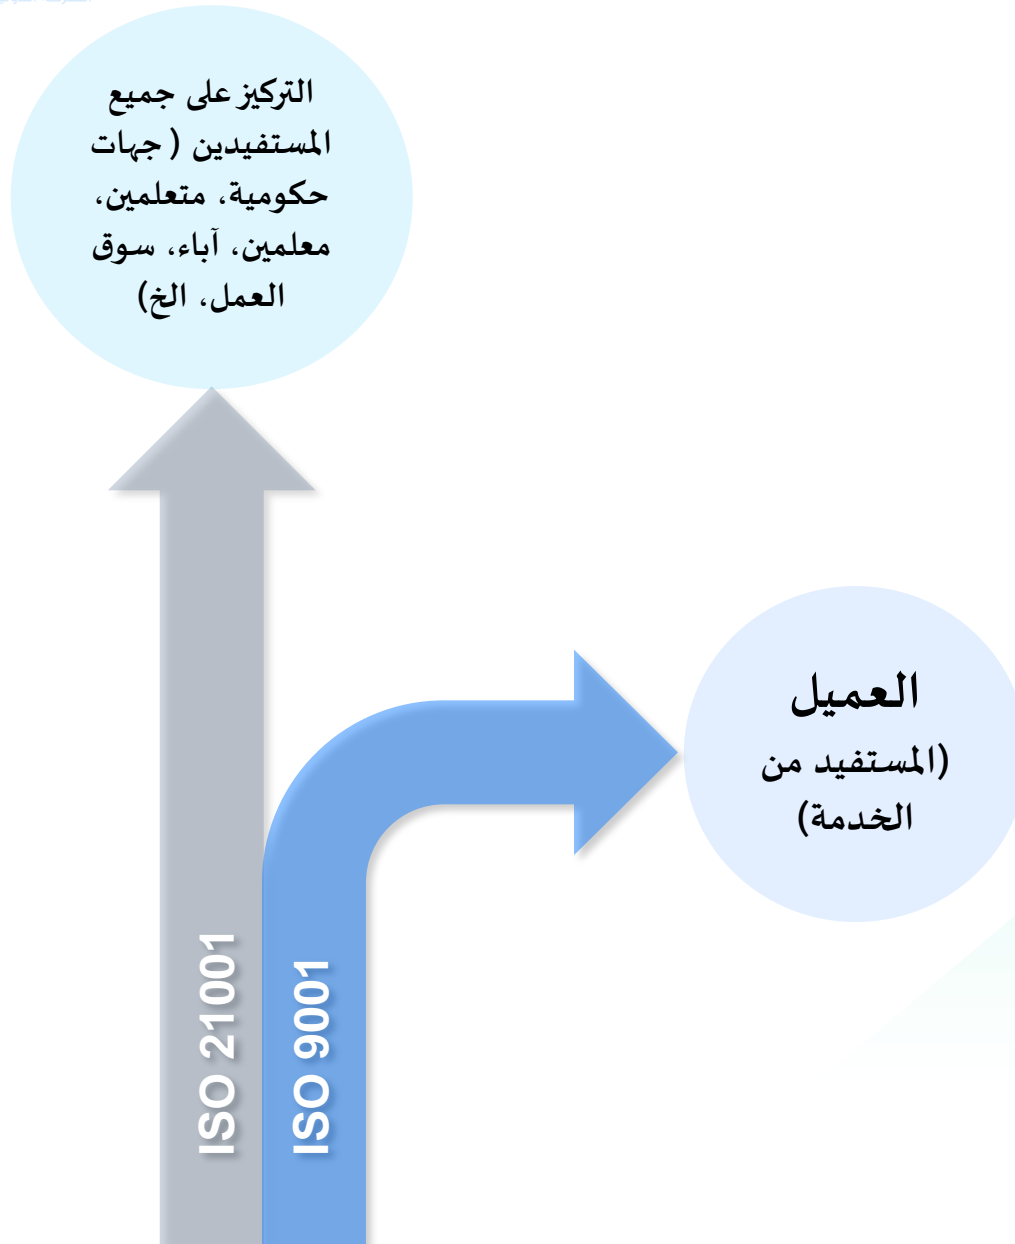 التركيز على جميع
المستفيدين ( جهات
حكومية، متعلمين،
معلمين، آباء، سوق
العمل، الخ)
العميل
(المستفيد من
الخدمة)
ISO 21001
ISO 9001